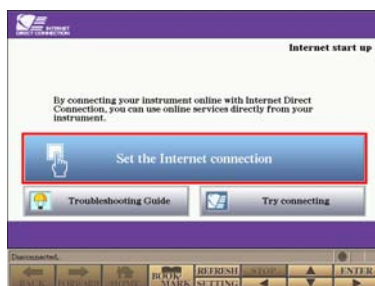 INTERNET
DIRECT CONNECTION
Internet start up
By connecting your instrument online with Internet Direct
Connection, you can use online services directly from your
instrument.
Set the Internet connection
Troubleshooting Guide
Try connecting
Disconnected.
BACK FORWARD HOME BOOK MARK REFRESH STOP ENTER
SETTING